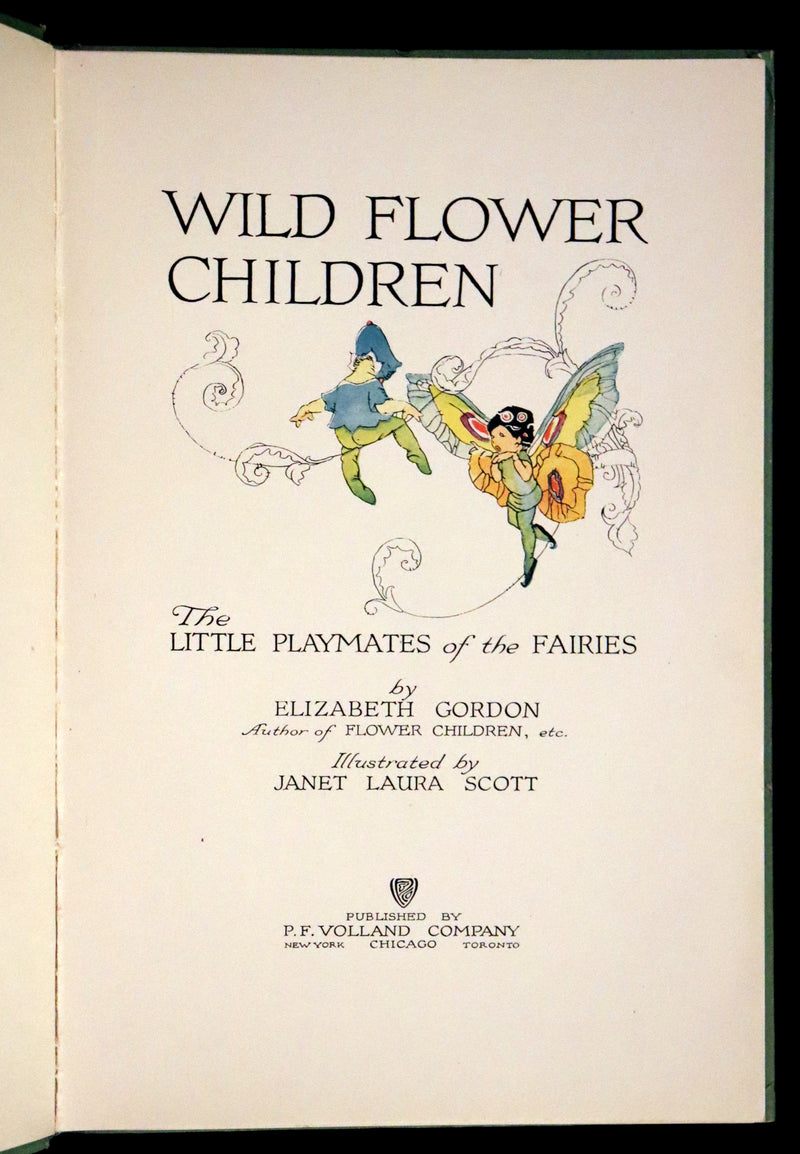 WILD FLOWER
CHILDREN
The
LITTLE PLAYMATES of the FAIRIES
by
ELIZABETH GORDON
Author of FLOWER CHILDREN, etc.
Illustrated by
JANET LAURA SCOTT
PUBLISHED BY
P. F. VOLLAND COMPANY
NEW YORK CHICAGO TORONTO